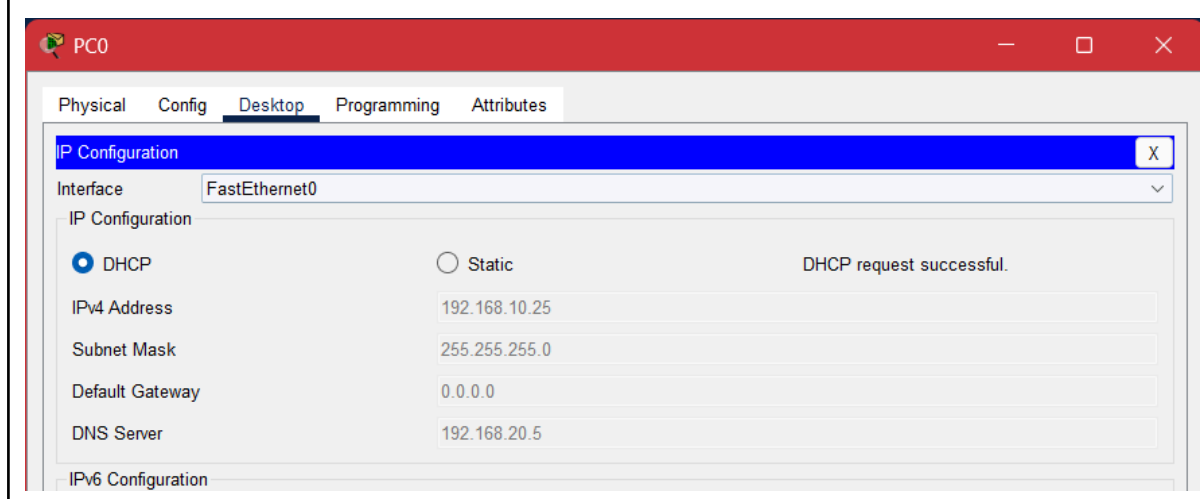 PC0
Physical Config Desktop Programming Attributes
IP Configuration X
Interface FastEthernet0
IP Configuration
DHCP Static DHCP request successful.
IPv4 Address 192.168.10.25
Subnet Mask 255.255.255.0
Default Gateway 0.0.0.0
DNS Server 192.168.20.5
IPv6 Configuration